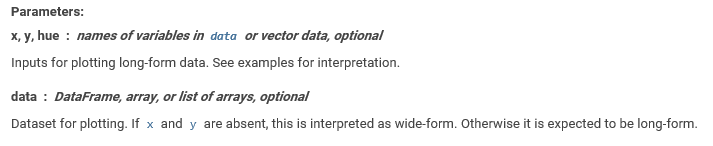 Parameters:
x, y, hue : names of variables in data or vector data, optional
Inputs for plotting long-form data. See examples for interpretation.
data : DataFrame, array, or list of arrays, optional
Dataset for plotting. If x and y are absent, this is interpreted as wide-form. Otherwise it is expected to be long-form.